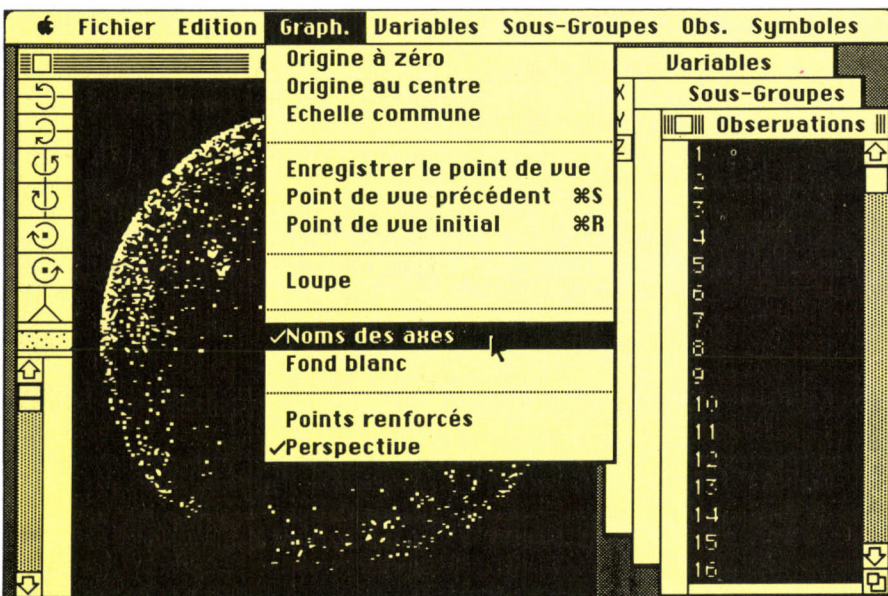 Fichier Edition Graph. Variables Sous-Groupes Obs. Symboles
Origine à zéro
Origine au centre
Echelle commune
Enregistrer le point de vue
Point de vue précédent ⌘S
Point de vue initial ⌘R
Loupe
✓Noms des axes
Fond blanc
Points renforcés
✓Perspective
X
Y
Z
Variables
Sous-Groupes
Observations
1
2
3
4
5
6
7
8
9
10
11
12
13
14
15
16